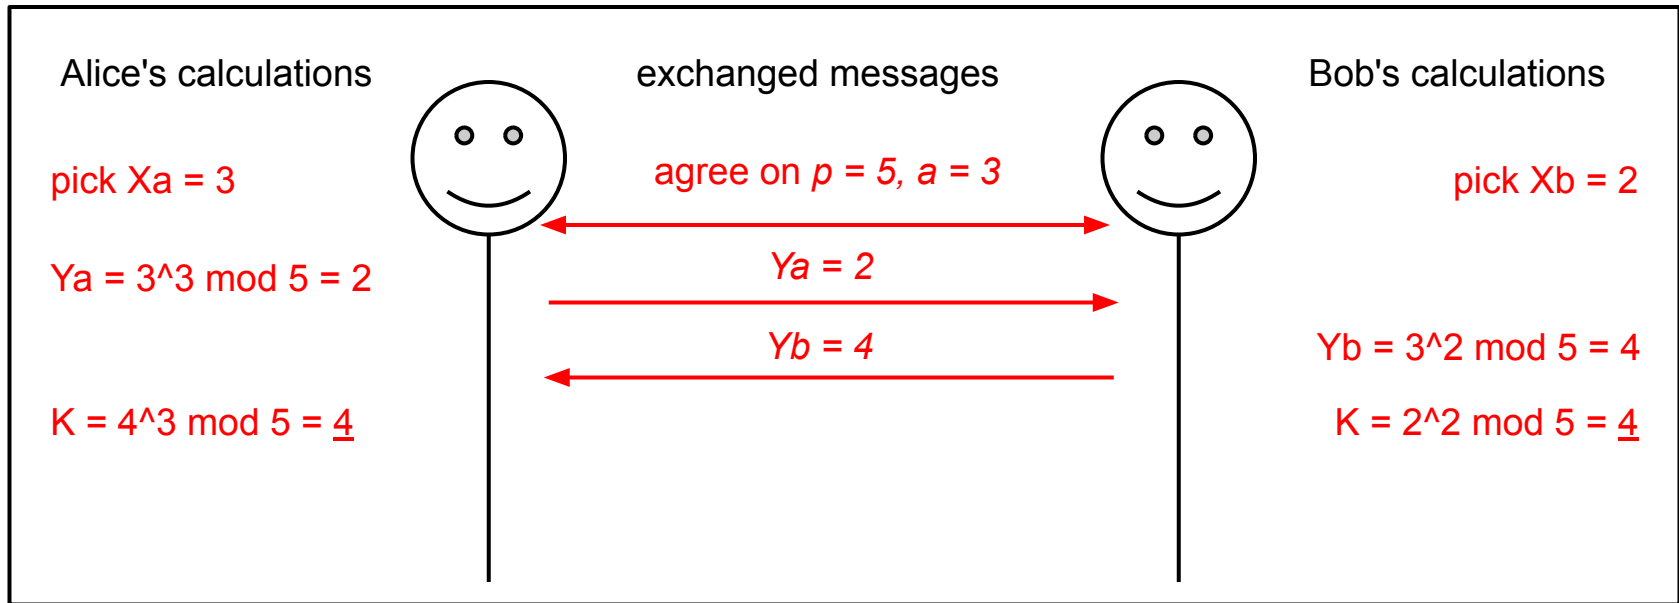 Alice's calculations
exchanged messages
Bob's calculations
pick Xa = 3
agree on p = 5, a = 3
pick Xb = 2
Ya = 3^3 mod 5 = 2
Ya = 2
Yb = 4
Yb = 3^2 mod 5 = 4
K = 4^3 mod 5 = 4
K = 2^2 mod 5 = 4